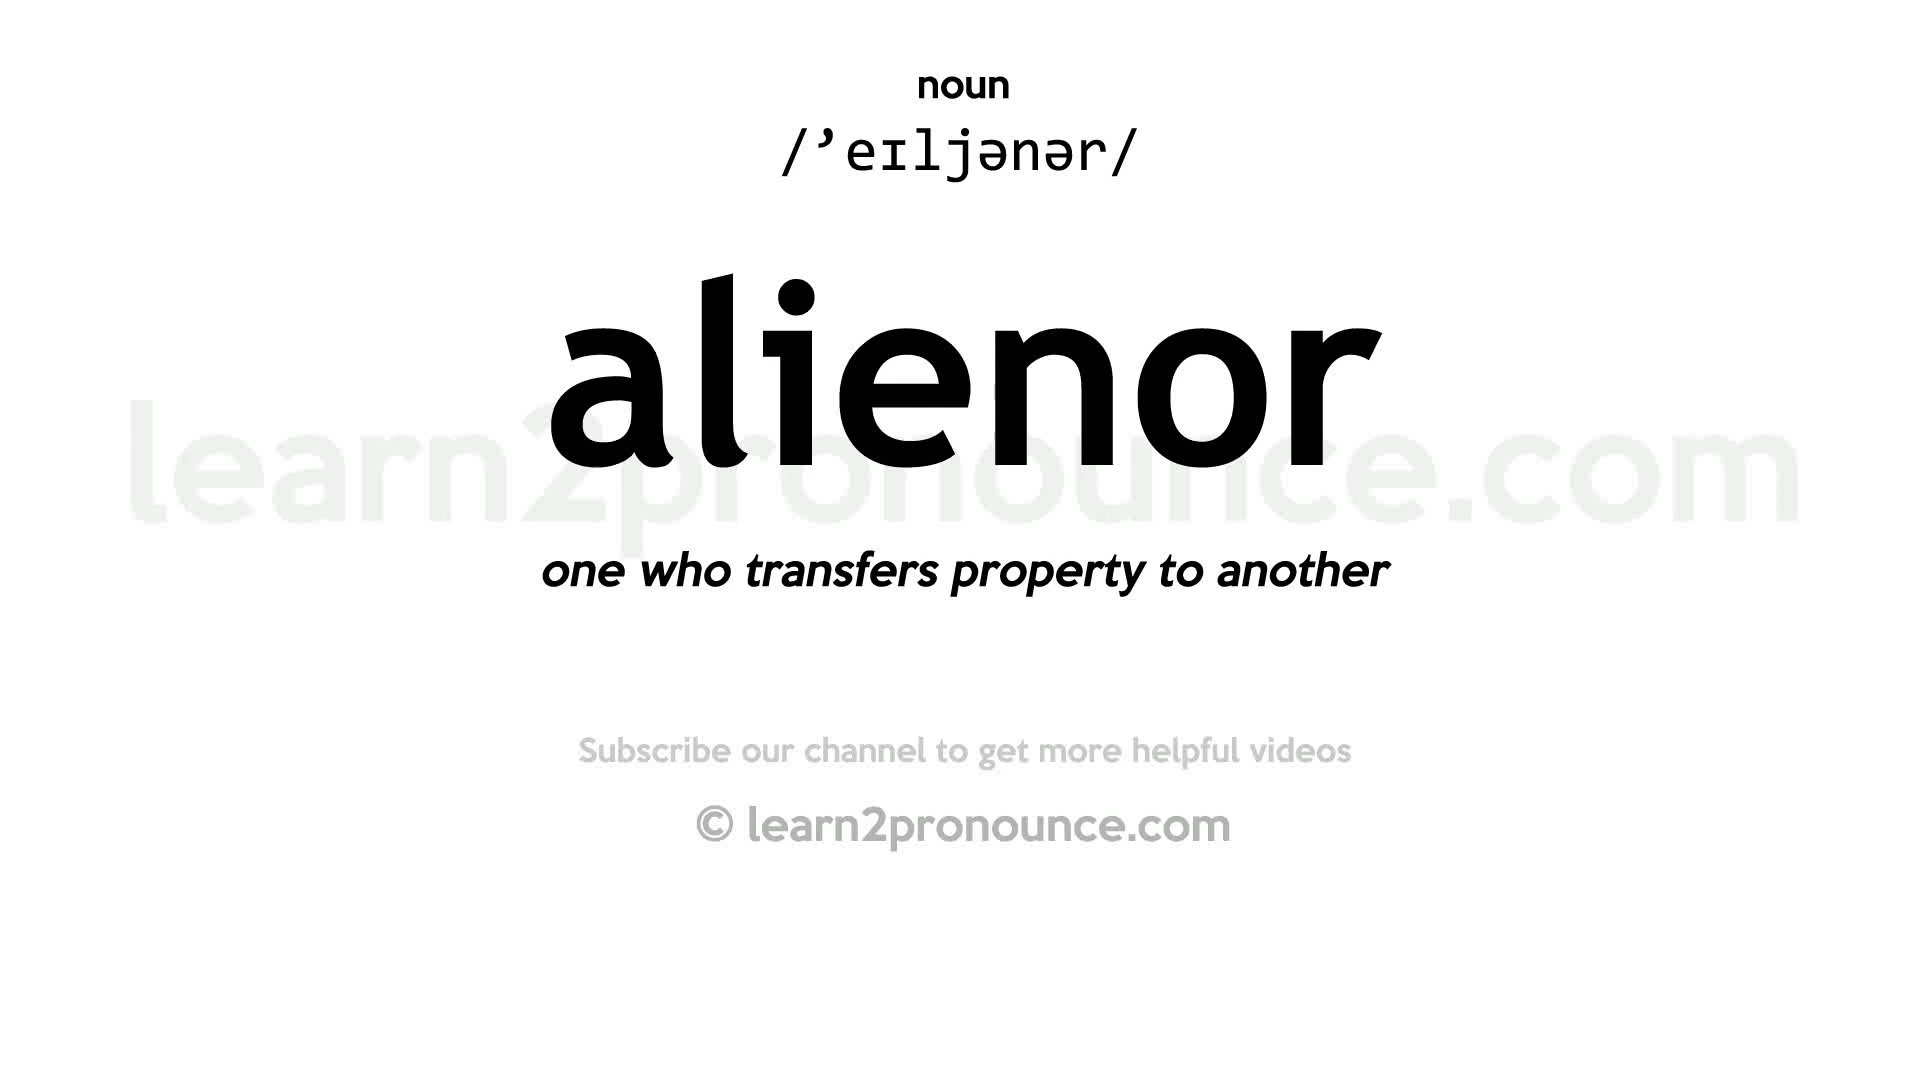 noun
/’eɪljənər/
alienor
learn2pronounce.com
one who transfers property to another
Subscribe our channel to get more helpful videos
© learn2pronounce.com